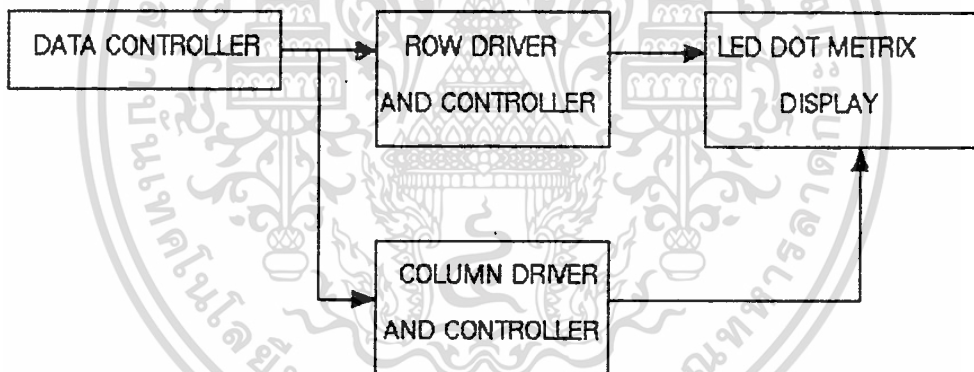 DATA CONTROLLER
ROW DRIVER
AND CONTROLLER
LED DOT METRIX
DISPLAY
COLUMN DRIVER
AND CONTROLLER